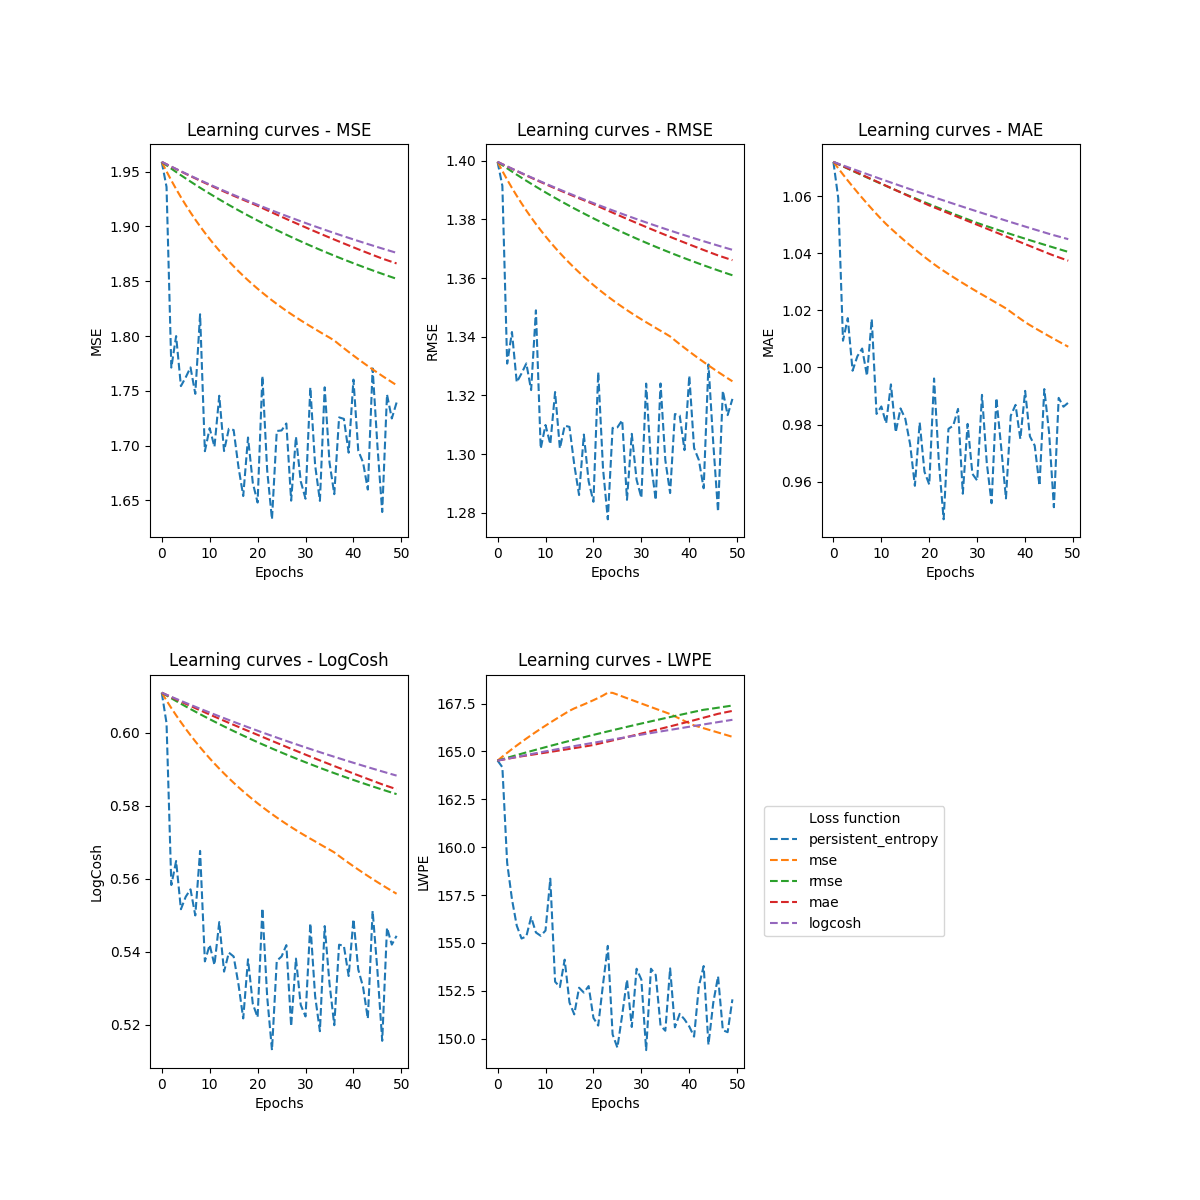 Learning curves - MSE
1.95
1.90
1.85
1.80
1.75
1.70
1.65
MSE
0 10 20 30 40 50
Epochs
Learning curves - RMSE
1.40
1.38
1.36
1.34
1.32
1.30
1.28
RMSE
0 10 20 30 40 50
Epochs
Learning curves - MAE
1.06
1.04
1.02
1.00
0.98
0.96
MAE
0 10 20 30 40 50
Epochs
Learning curves - LogCosh
0.60
0.58
0.56
0.54
0.52
LogCosh
0 10 20 30 40 50
Epochs
Learning curves - LWPE
167.5
165.0
162.5
160.0
157.5
155.0
152.5
150.0
LWPE
0 10 20 30 40 50
Epochs
Loss function
persistent_entropy
mse
rmse
mae
logcosh